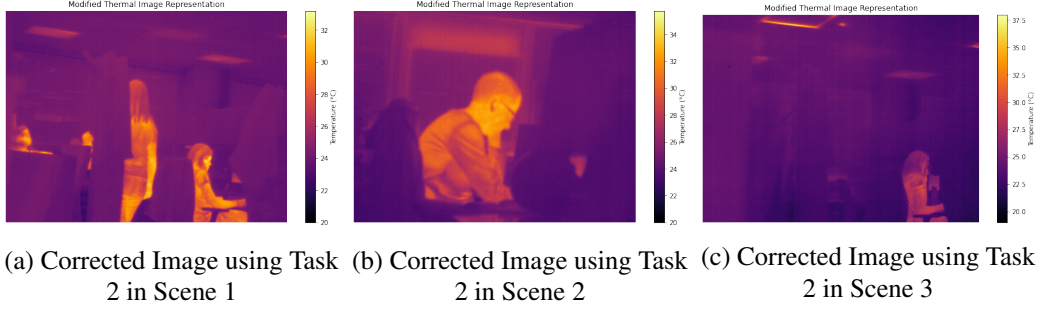 Modified Thermal Image Representation
32
30
28
26
24
22
20
Temperature (°C)
Modified Thermal Image Representation
34
32
30
28
26
24
22
20
Temperature (°C)
Modified Thermal Image Representation
37.5
35.0
32.5
30.0
27.5
25.0
22.5
20.0
Temperature (°C)
(a) Corrected Image using Task
2 in Scene 1
(b) Corrected Image using Task
2 in Scene 2
(c) Corrected Image using Task
2 in Scene 3